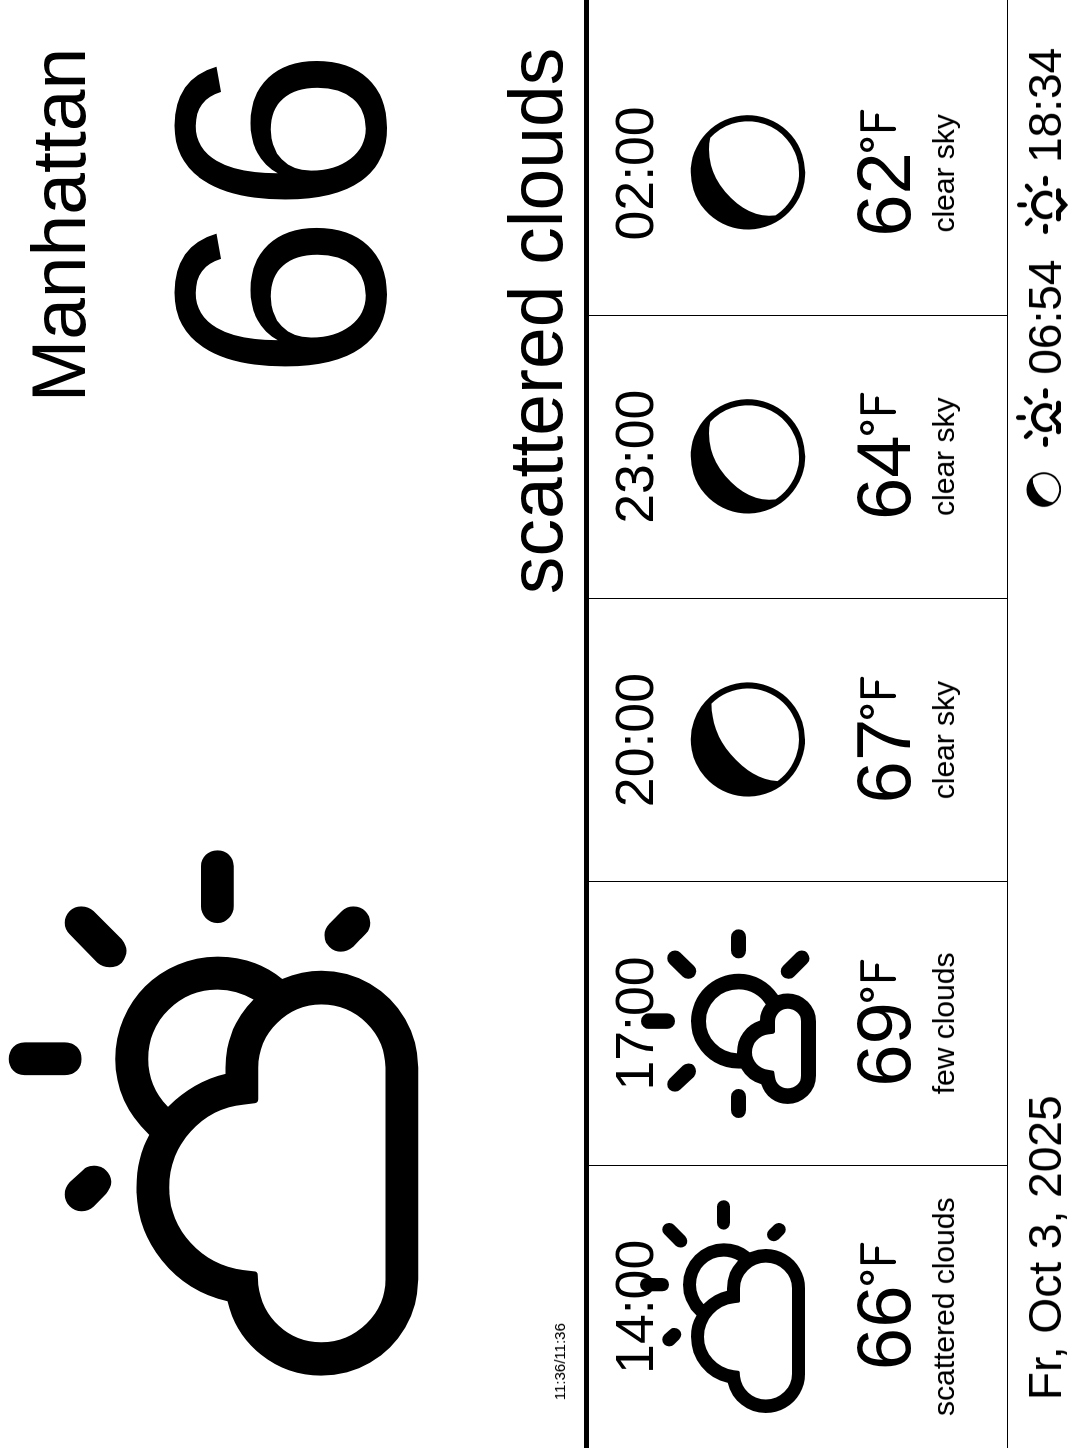 Manhattan
66
scattered clouds
11:36/11:36
14:00
17:00
20:00
23:00
02:00
66°F
69°F
67°F
64°F
62°F
scattered clouds
few clouds
clear sky
clear sky
clear sky
Fr, Oct 3, 2025
06:54
18:34